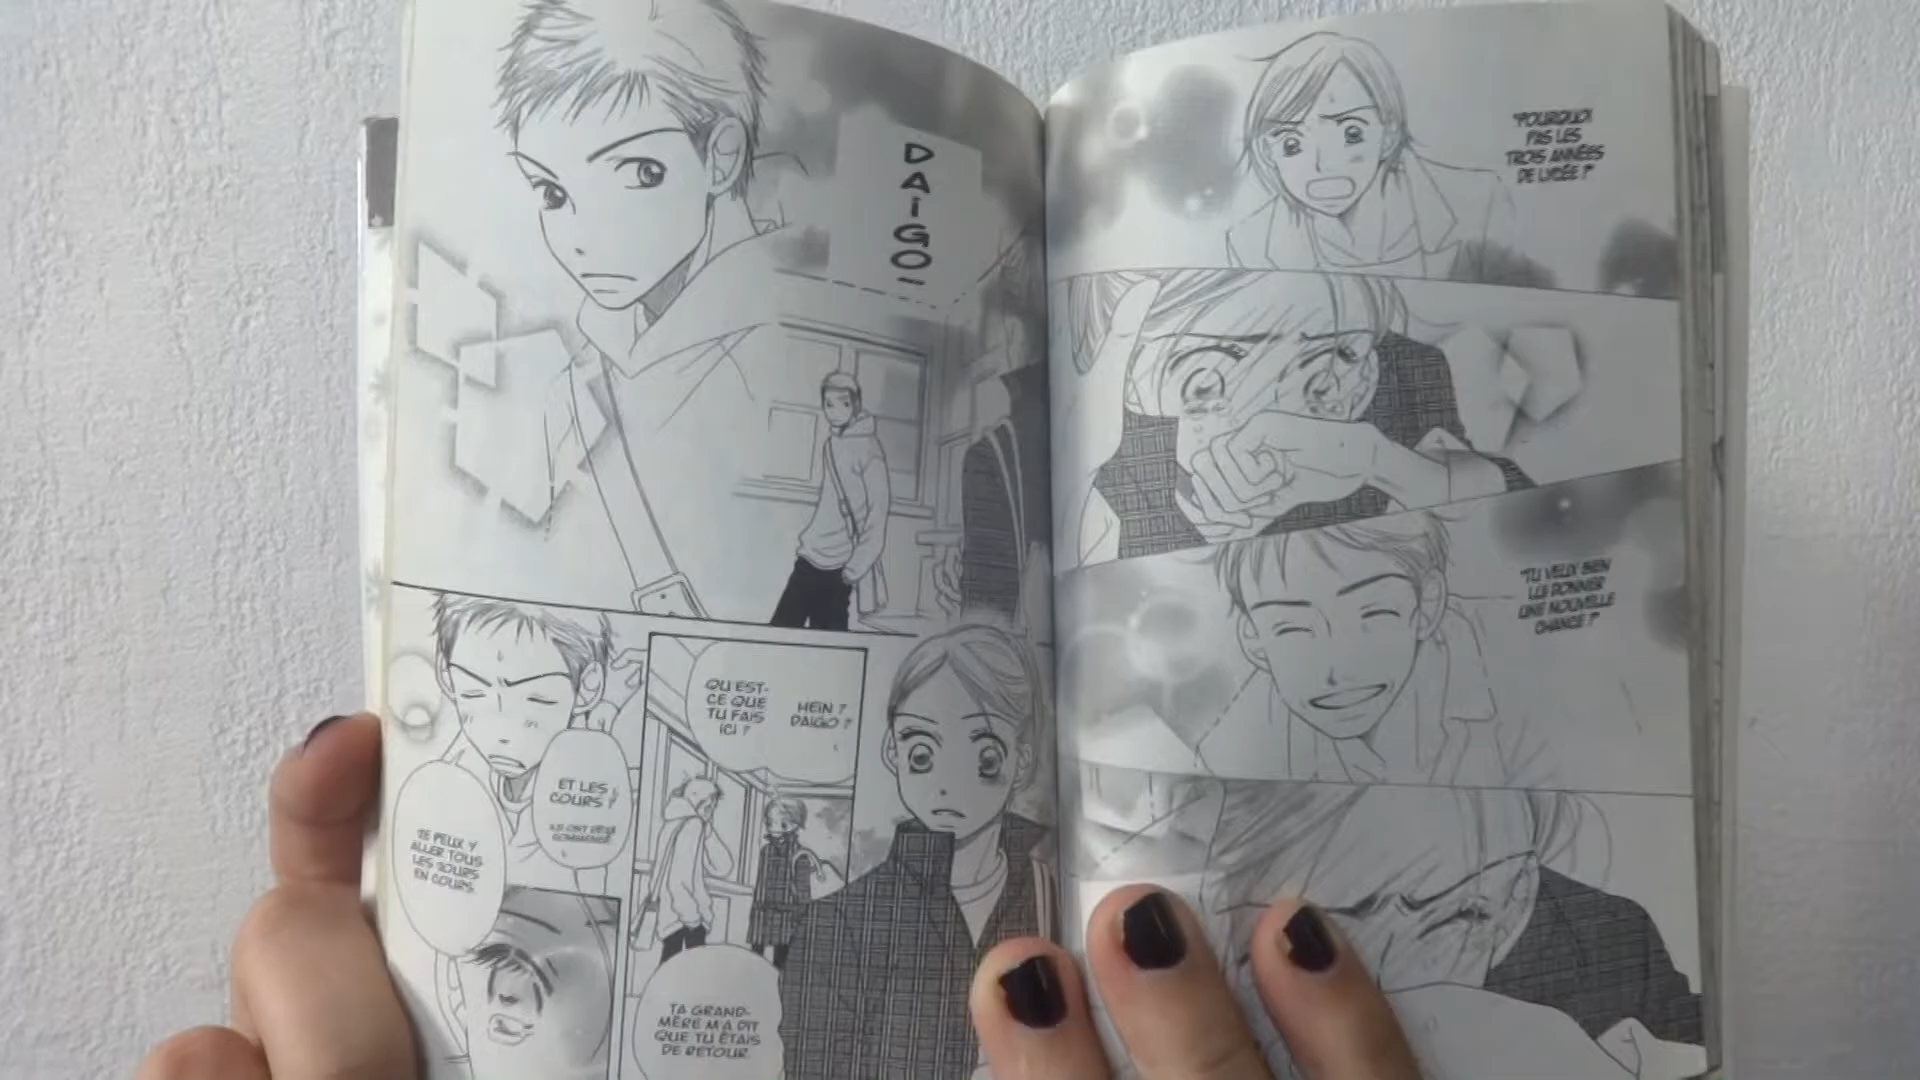 "POURQUOI
PAS LES
TROIS ANNÉES
DE LYCÉE ?"
"TU VEUX BIEN
LUI DONNER
UNE NOUVELLE
CHANCE ?"
DAIGO...
HEIN ?
DAIGO ?
QU'EST-
CE QUE
TU FAIS
ICI ?
ET LES
COURS ?
JE PEUX Y
ALLER TOUS
LES JOURS
EN COURS.
TA GRAND-
MÈRE M'A DIT
QUE TU ÉTAIS
DE RETOUR.